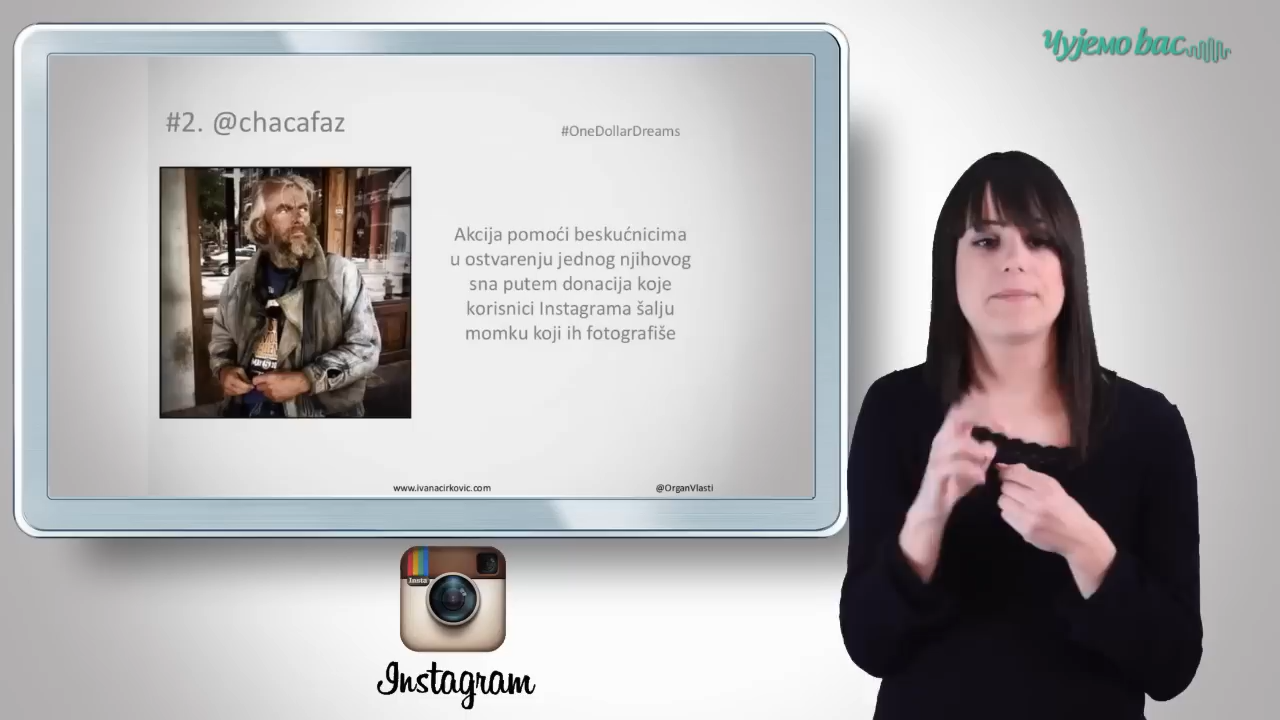 Чујемо вас
#2. @chacafaz
#OneDollarDreams
Akcija pomoći beskućnicima
u ostvarenju jednog njihovog
sna putem donacija koje
korisnici Instagrama šalju
momku koji ih fotografiše
www.ivanacirkovic.com
@OrganVlasti
Insta
Instagram